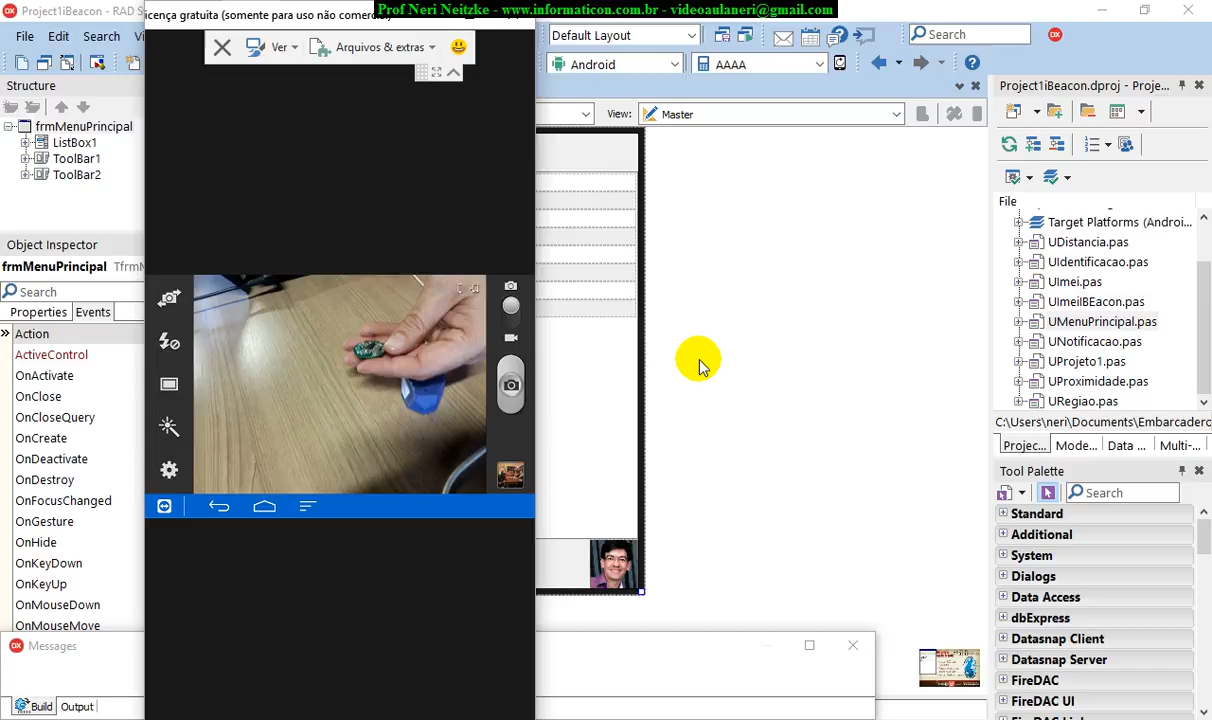 icença gratuita (somente para uso não comercial
Prof Neri Neitzke - www.informaticon.com.br - videoaulaneri@gmail.com
DX Project1iBeacon - RAD S
File Edit Search
Ver
Arquivos & extras
Default Layout
Search
Android
AAAA
Structure
frmMenuPrincipal
ListBox1
ToolBar1
ToolBar2
Object Inspector
frmMenuPrincipal
Search
Properties Events
Action
ActiveControl
OnActivate
OnClose
OnCloseQuery
OnCreate
OnDeactivate
OnDestroy
OnFocusChanged
OnGesture
OnHide
OnKeyDown
OnKeyUp
OnMouseDown
OnMouseMove
View:
Master
Messages
Build Output
Project1iBeacon.dproj - Proje...
File
Target Platforms (Androi...
UDistancia.pas
UIdentificacao.pas
UImei.pas
UImeilBEacon.pas
UMenuPrincipal.pas
UNotificacao.pas
UProjeto1.pas
UProximidade.pas
URegiao.pas
C:\Users\neri\Documents\Embarcadero
Projec... Mode... Data ... Multi-...
Tool Palette
Search
Standard
Additional
System
Dialogs
Data Access
dbExpress
Datasnap Client
Datasnap Server
FireDAC
FireDAC UI